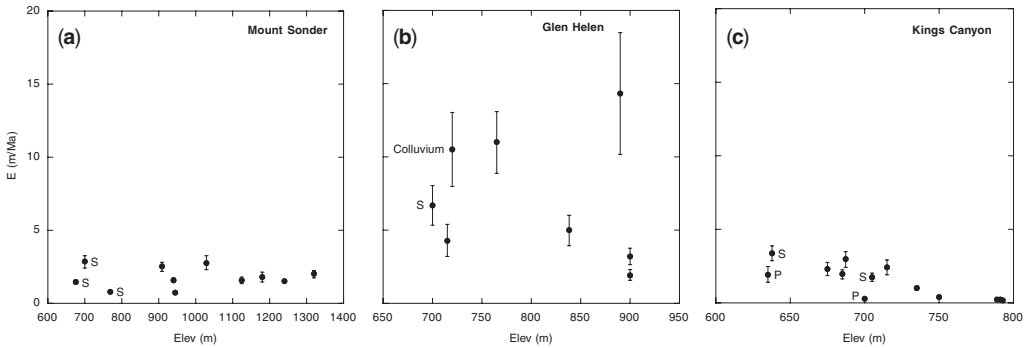 (a) Mount Sonder
(b) Glen Helen
(c) Kings Canyon
E (m/Ma)
20
15
10
5
0
S
S
S
600 700 800 900 1000 1100 1200 1300 1400
Elev (m)
Colluvium
S
650 700 750 800 850 900 950
Elev (m)
S
P
S
P
600 650 700 750 800
Elev (m)